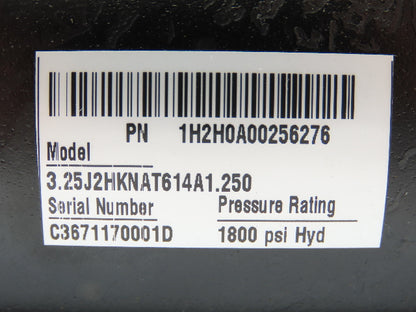 PN 1H2H0A00256276
Model
3.25J2HKNAT614A1.250
Serial Number Pressure Rating
C3671170001D 1800 psi Hyd